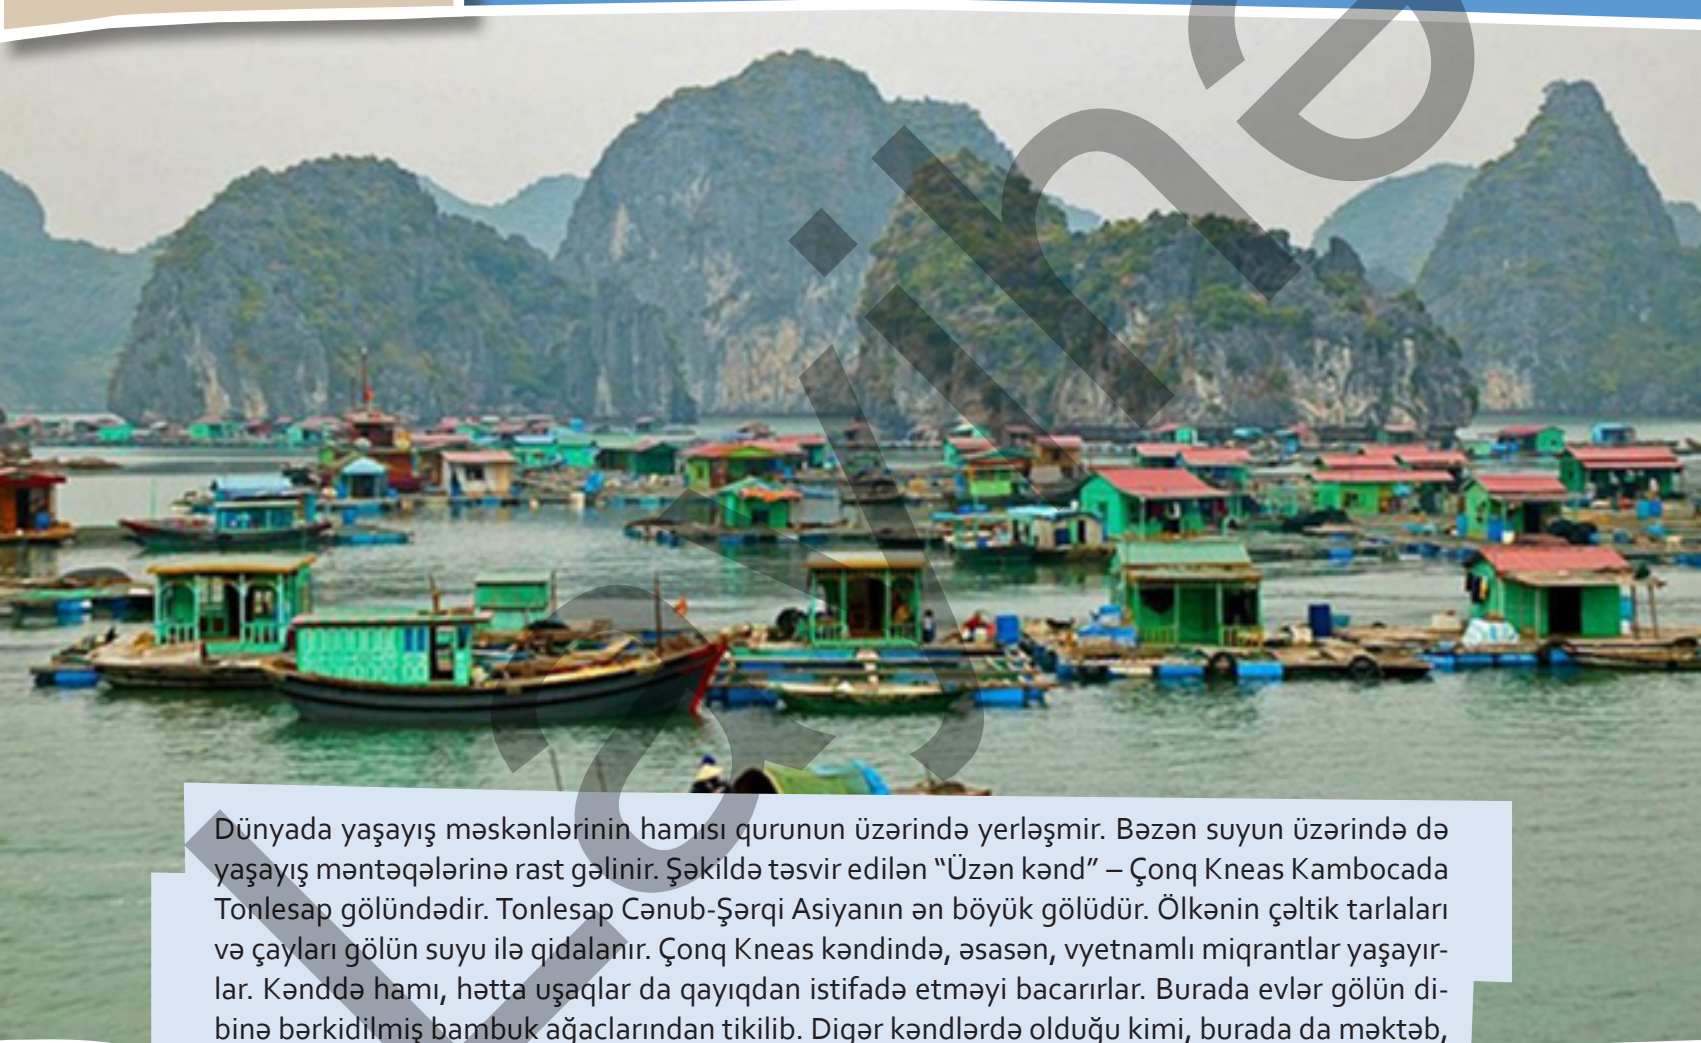 Layihə
Dünyada yaşayış məskənlərinin hamısı qurunun üzərində yerləşmir. Bəzən suyun üzərində də
yaşayış məntəqələrinə rast gəlinir. Şəkildə təsvir edilən “Üzən kənd” – Çonq Kneas Kambocada
Tonlesap gölündədir. Tonlesap Cənub-Şərqi Asiyanın ən böyük gölüdür. Ölkənin çəltik tarlaları
və çayları gölün suyu ilə qidalanır. Çonq Kneas kəndində, əsasən, vyetnamlı miqrantlar yaşayır-
lar. Kənddə hamı, hətta uşaqlar da qayıqdan istifadə etməyi bacarırlar. Burada evlər gölün di-
binə bərkidilmiş bambuk ağaclarından tikilib. Digər kəndlərdə olduğu kimi, burada da məktəb,